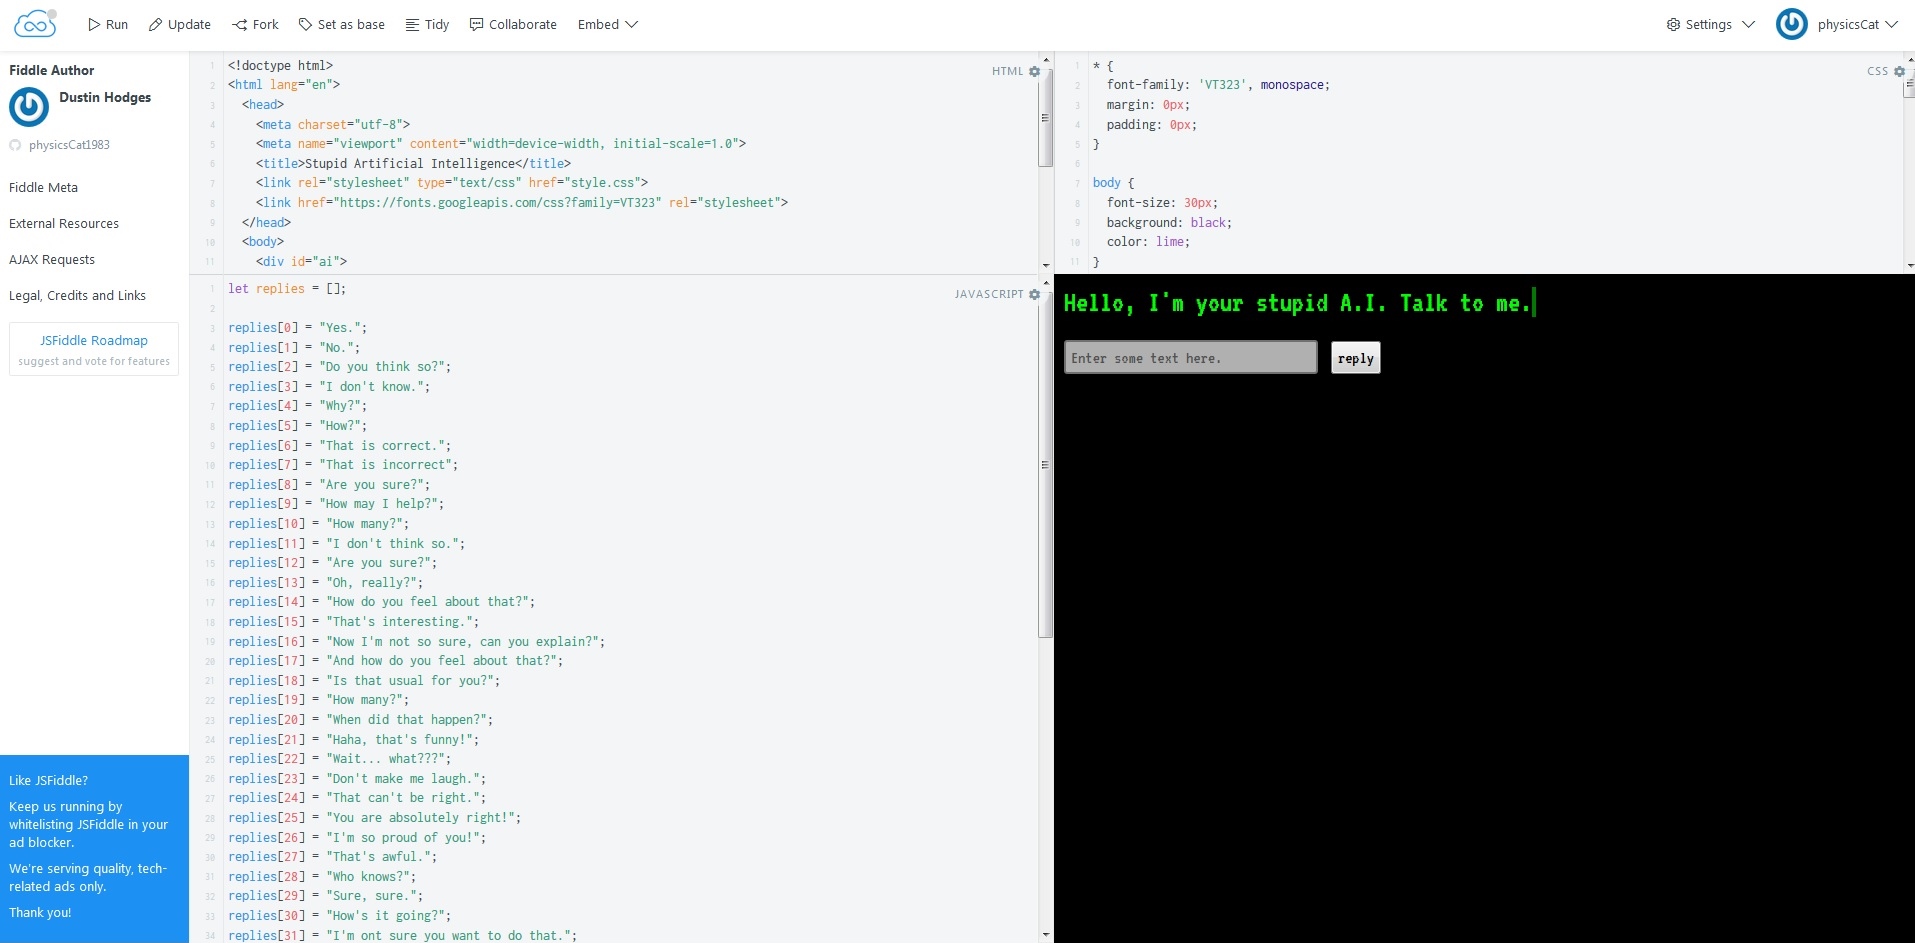 Run Update Fork Set as base Tidy Collaborate Embed Settings physicsCat
Fiddle Author
Dustin Hodges
physicsCat1983
Fiddle Meta
External Resources
AJAX Requests
Legal, Credits and Links
JSFiddle Roadmap
suggest and vote for features
Like JSFiddle?
Keep us running by
whitelisting JSFiddle in your
ad blocker.
We're serving quality, tech-
related ads only.
Thank you!
HTML
1 <!doctype html>
2 <html lang="en">
3 <head>
4 <meta charset="utf-8">
5 <meta name="viewport" content="width=device-width, initial-scale=1.0">
6 <title>Stupid Artificial Intelligence</title>
7 <link rel="stylesheet" type="text/css" href="style.css">
8 <link href="https://fonts.googleapis.com/css?family=VT323" rel="stylesheet">
9 </head>
10 <body>
11 <div id="ai">
CSS
1 * {
2 font-family: 'VT323', monospace;
3 margin: 0px;
4 padding: 0px;
5 }
6
7 body {
8 font-size: 30px;
9 background: black;
10 color: lime;
11 }
JAVASCRIPT
1 let replies = [];
2
3 replies[0] = "Yes.";
4 replies[1] = "No.";
5 replies[2] = "Do you think so?";
6 replies[3] = "I don't know.";
7 replies[4] = "Why?";
8 replies[5] = "How?";
9 replies[6] = "That is correct.";
10 replies[7] = "That is incorrect";
11 replies[8] = "Are you sure?";
12 replies[9] = "How may I help?";
13 replies[10] = "How many?";
14 replies[11] = "I don't think so.";
15 replies[12] = "Are you sure?";
16 replies[13] = "Oh, really?";
17 replies[14] = "How do you feel about that?";
18 replies[15] = "That's interesting.";
19 replies[16] = "Now I'm not so sure, can you explain?";
20 replies[17] = "And how do you feel about that?";
21 replies[18] = "Is that usual for you?";
22 replies[19] = "How many?";
23 replies[20] = "When did that happen?";
24 replies[21] = "Haha, that's funny!";
25 replies[22] = "Wait... what???";
26 replies[23] = "Don't make me laugh.";
27 replies[24] = "That can't be right.";
28 replies[25] = "You are absolutely right!";
29 replies[26] = "I'm so proud of you!";
30 replies[27] = "That's awful.";
31 replies[28] = "Who knows?";
32 replies[29] = "Sure, sure.";
33 replies[30] = "How's it going?";
34 replies[31] = "I'm ont sure you want to do that.";
Hello, I'm your stupid A.I. Talk to me.
Enter some text here. reply